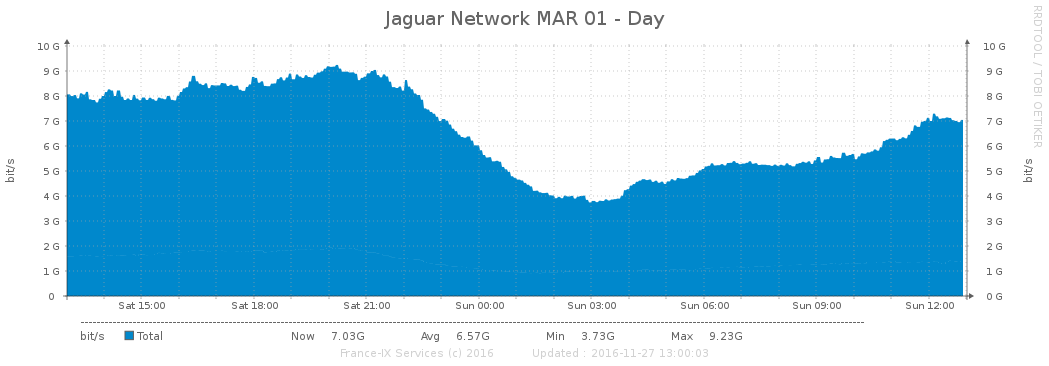 Jaguar Network MAR 01 - Day
RRDTOOL / TOBI OETIKER
bit/s
10 G
9 G
8 G
7 G
6 G
5 G
4 G
3 G
2 G
1 G
0
10 G
9 G
8 G
7 G
6 G
5 G
4 G
3 G
2 G
1 G
0 G
bit/s
Sat 15:00 Sat 18:00 Sat 21:00 Sun 00:00 Sun 03:00 Sun 06:00 Sun 09:00 Sun 12:00
bit/s Total Now 7.03G Avg 6.57G Min 3.73G Max 9.23G
France-IX Services (c) 2016 Updated : 2016-11-27 13:00:03